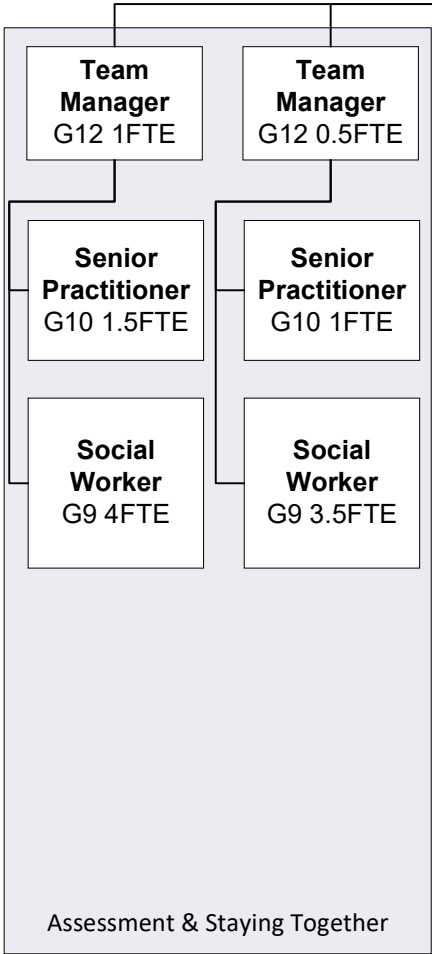 Team
Manager
G12 1FTE
Senior
Practitioner
G10 1.5FTE
Social
Worker
G9 4FTE
Team
Manager
G12 0.5FTE
Senior
Practitioner
G10 1FTE
Social
Worker
G9 3.5FTE
Assessment & Staying Together